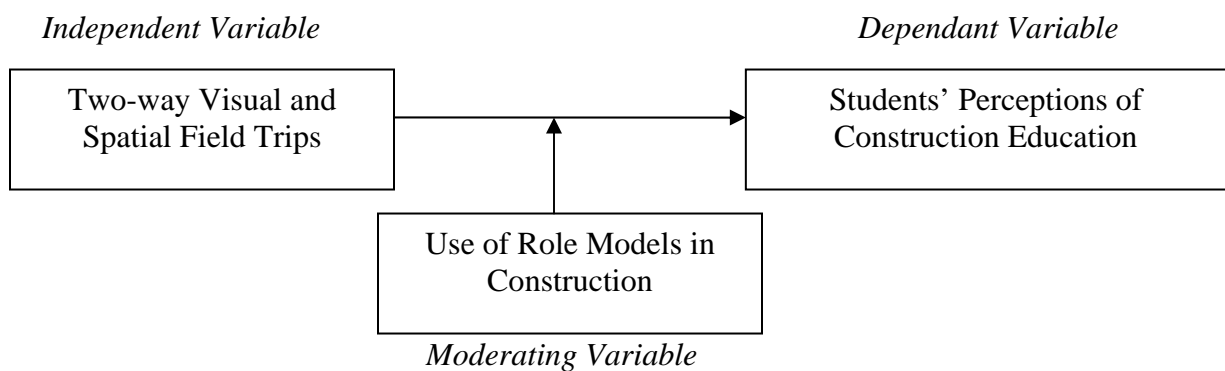 Independent Variable
Dependant Variable
Two-way Visual and
Spatial Field Trips
Students’ Perceptions of
Construction Education
Use of Role Models in
Construction
Moderating Variable